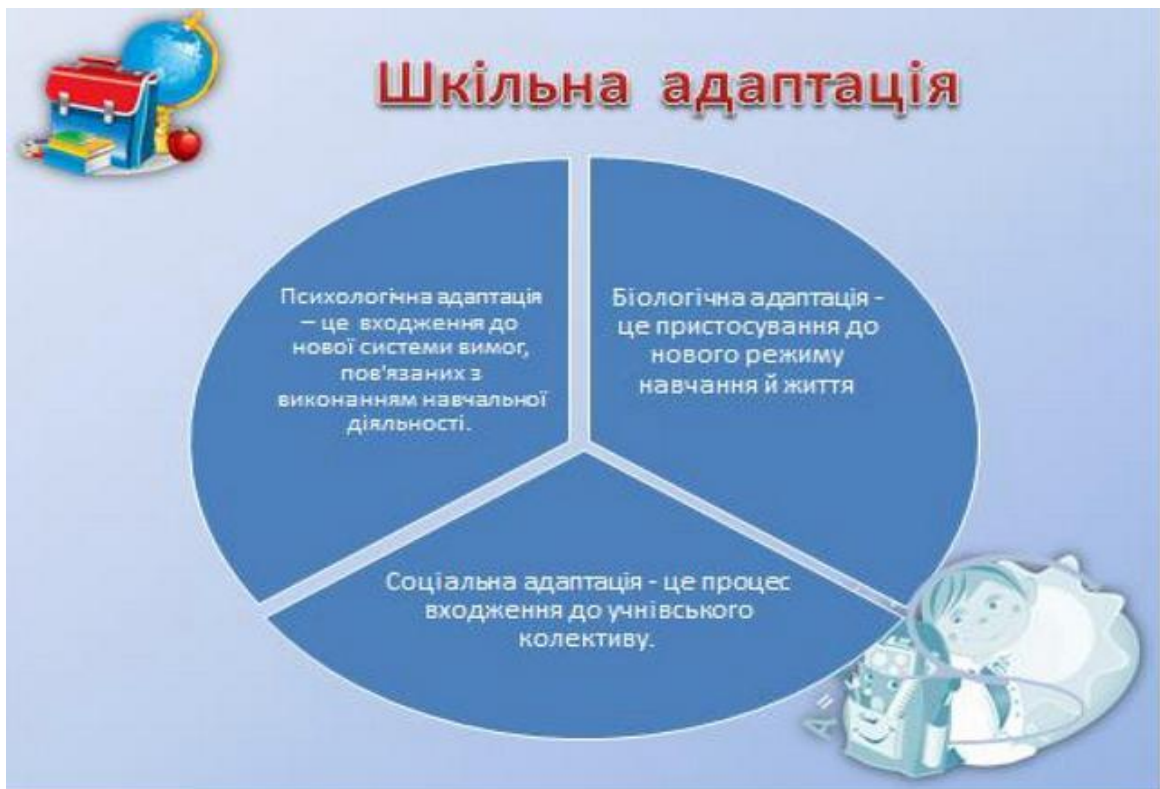 Шкільна адаптація
Психологічна адаптація
– це входження до
нової системи вимог,
пов'язаних з
виконанням навчальної
діяльності.
Біологічна адаптація -
це пристосування до
нового режиму
навчання й життя
Соціальна адаптація - це процес
входження до учнівського
колективу.